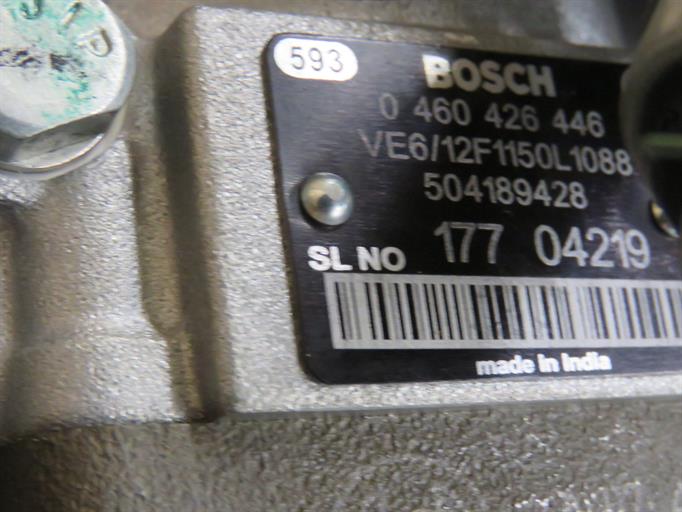 593
BOSCH
0 460 426 446
VE6/12F1150L1088
504189428
SL NO 177 04219
made in India